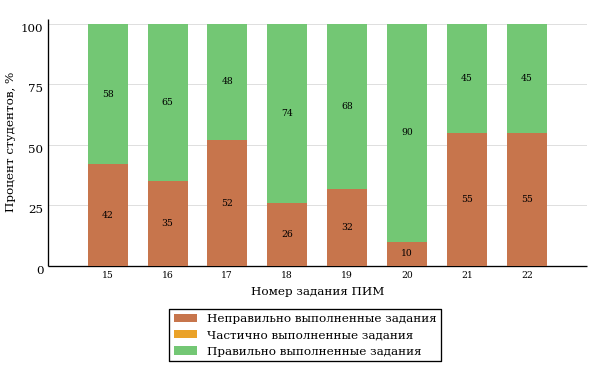 100
75
50
25
0
Процент студентов, %
58 65 48 74 68 90 45 45
42 35 52 26 32 10 55 55
15 16 17 18 19 20 21 22
Номер задания ПИМ
Неправильно выполненные задания
Частично выполненные задания
Правильно выполненные задания